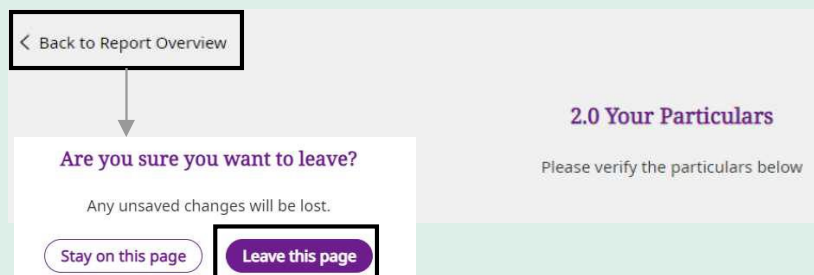 Back to Report Overview
2.0 Your Particulars
Please verify the particulars below
Are you sure you want to leave?
Any unsaved changes will be lost.
Stay on this page
Leave this page